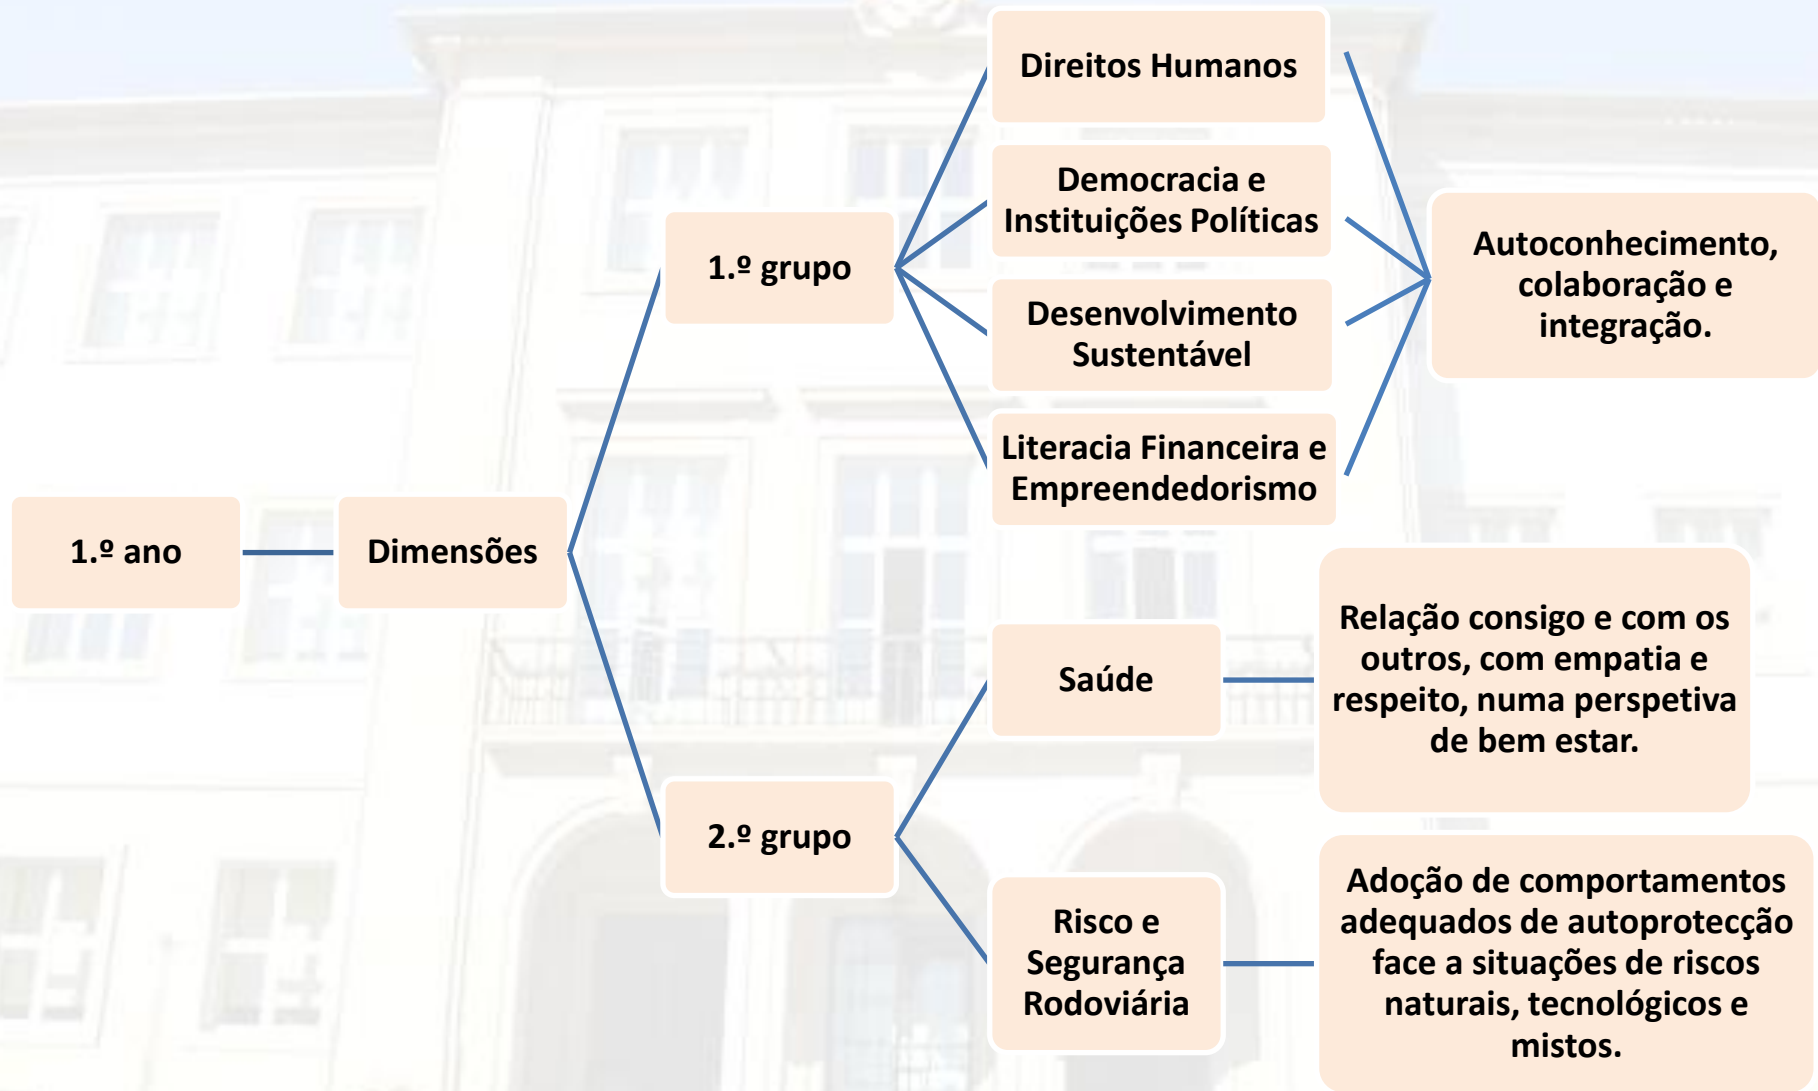 1.º ano
Dimensões
1.º grupo
Direitos Humanos
Democracia e
Instituições Políticas
Desenvolvimento
Sustentável
Literacia Financeira e
Empreendedorismo
Autoconhecimento,
colaboração e
integração.
2.º grupo
Saúde
Relação consigo e com os
outros, com empatia e
respeito, numa perspetiva
de bem estar.
Risco e
Segurança
Rodoviária
Adoção de comportamentos
adequados de autoprotecção
face a situações de riscos
naturais, tecnológicos e
mistos.